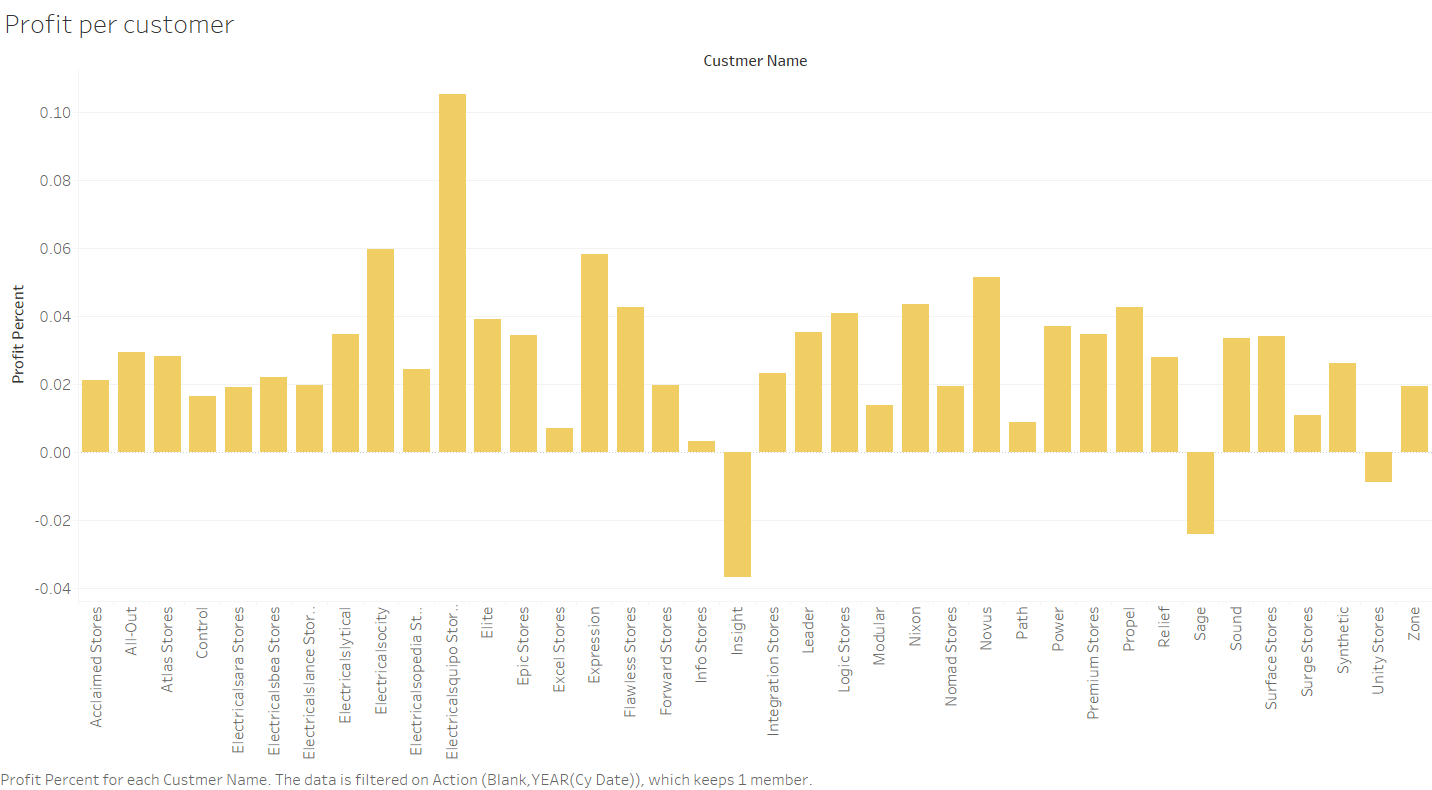 Profit per customer
Custmer Name
Profit Percent
0.10
0.08
0.06
0.04
0.02
0.00
-0.02
-0.04
Acclaimed Stores
All-Out
Atlas Stores
Control
Electricalsara Stores
Electricalsbea Stores
Electricalslance Stor..
Electricalslytical
Electricalsocity
Electricalsopedia St..
Electricalsquipo Stor..
Elite
Epic Stores
Excel Stores
Expression
Flawless Stores
Forward Stores
Info Stores
Insight
Integration Stores
Leader
Logic Stores
Modular
Nixon
Nomad Stores
Novus
Path
Power
Premium Stores
Propel
Relief
Sage
Sound
Surface Stores
Surge Stores
Synthetic
Unity Stores
Zone
Profit Percent for each Custmer Name. The data is filtered on Action (Blank,YEAR(Cy Date)), which keeps 1 member.